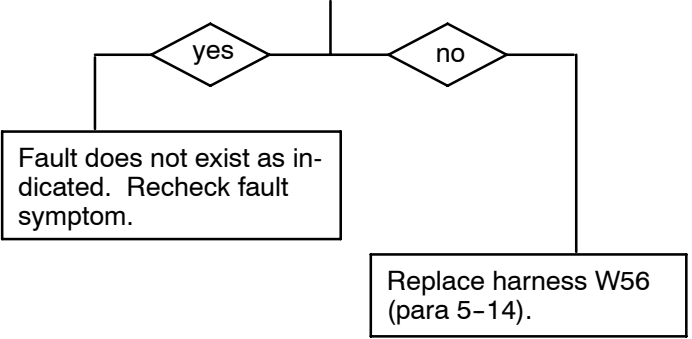 yes
no
Fault does not exist as in-
dicated.  Recheck fault
symptom.
Replace harness W56
(para 5-14).